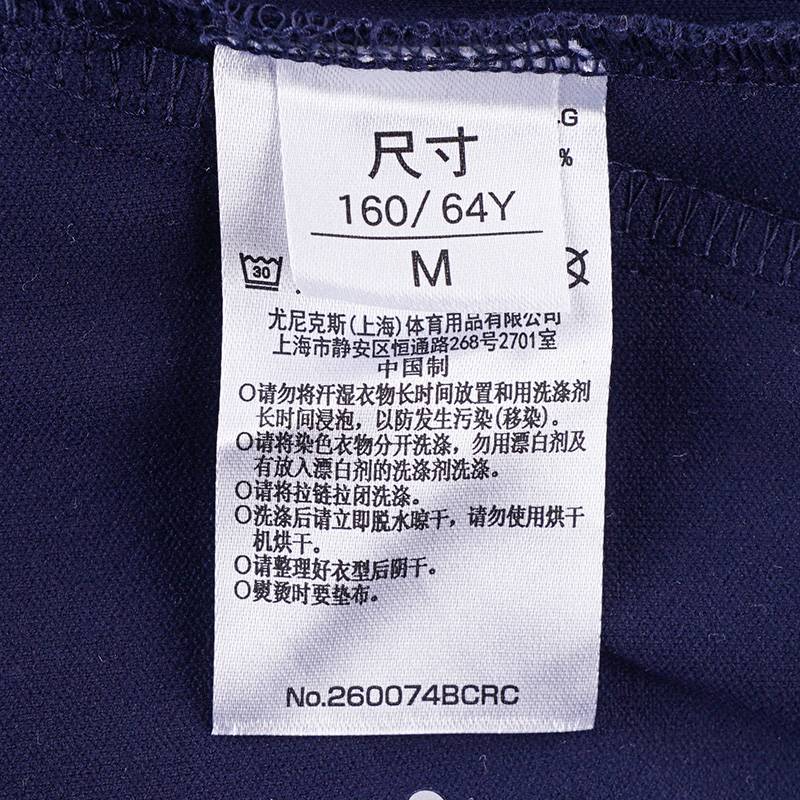 尺寸
.G
%
160/ 64Y
M
30
尤尼克斯(上海)体育用品有限公司
上海市静安区恒通路268号2701室
中国制
○请勿将汗湿衣物长时间放置和用洗涤剂
长时间浸泡，以防发生污染(移染)。
○请将染色衣物分开洗涤，勿用漂白剂及
有放入漂白剂的洗涤剂洗涤。
○请将拉链拉闭洗涤。
○洗涤后请立即脱水晾干，请勿使用烘干
机烘干。
○请整理好衣型后阴干。
○熨烫时要垫布。
No.260074BCRC